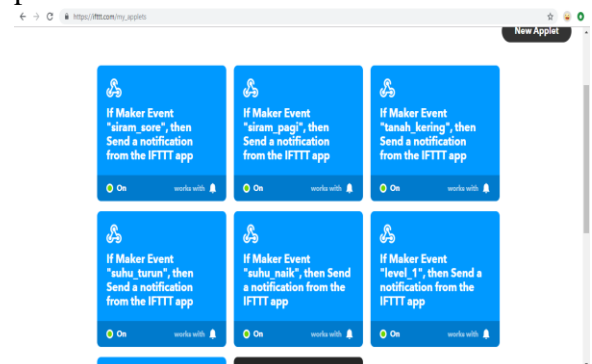 https://ifttt.com/my_applets
New Applet
If Maker Event
"siram_sore", then
Send a notification
from the IFTTT app
On works with
If Maker Event
"siram_pagi", then
Send a notification
from the IFTTT app
On works with
If Maker Event
"tanah_kering", then
Send a notification
from the IFTTT app
On works with
If Maker Event
"suhu_turun", then
Send a notification
from the IFTTT app
On works with
If Maker Event
"suhu_naik", then Send
a notification from the
IFTTT app
On works with
If Maker Event
"level_1", then Send a
notification from the
IFTTT app
On works with